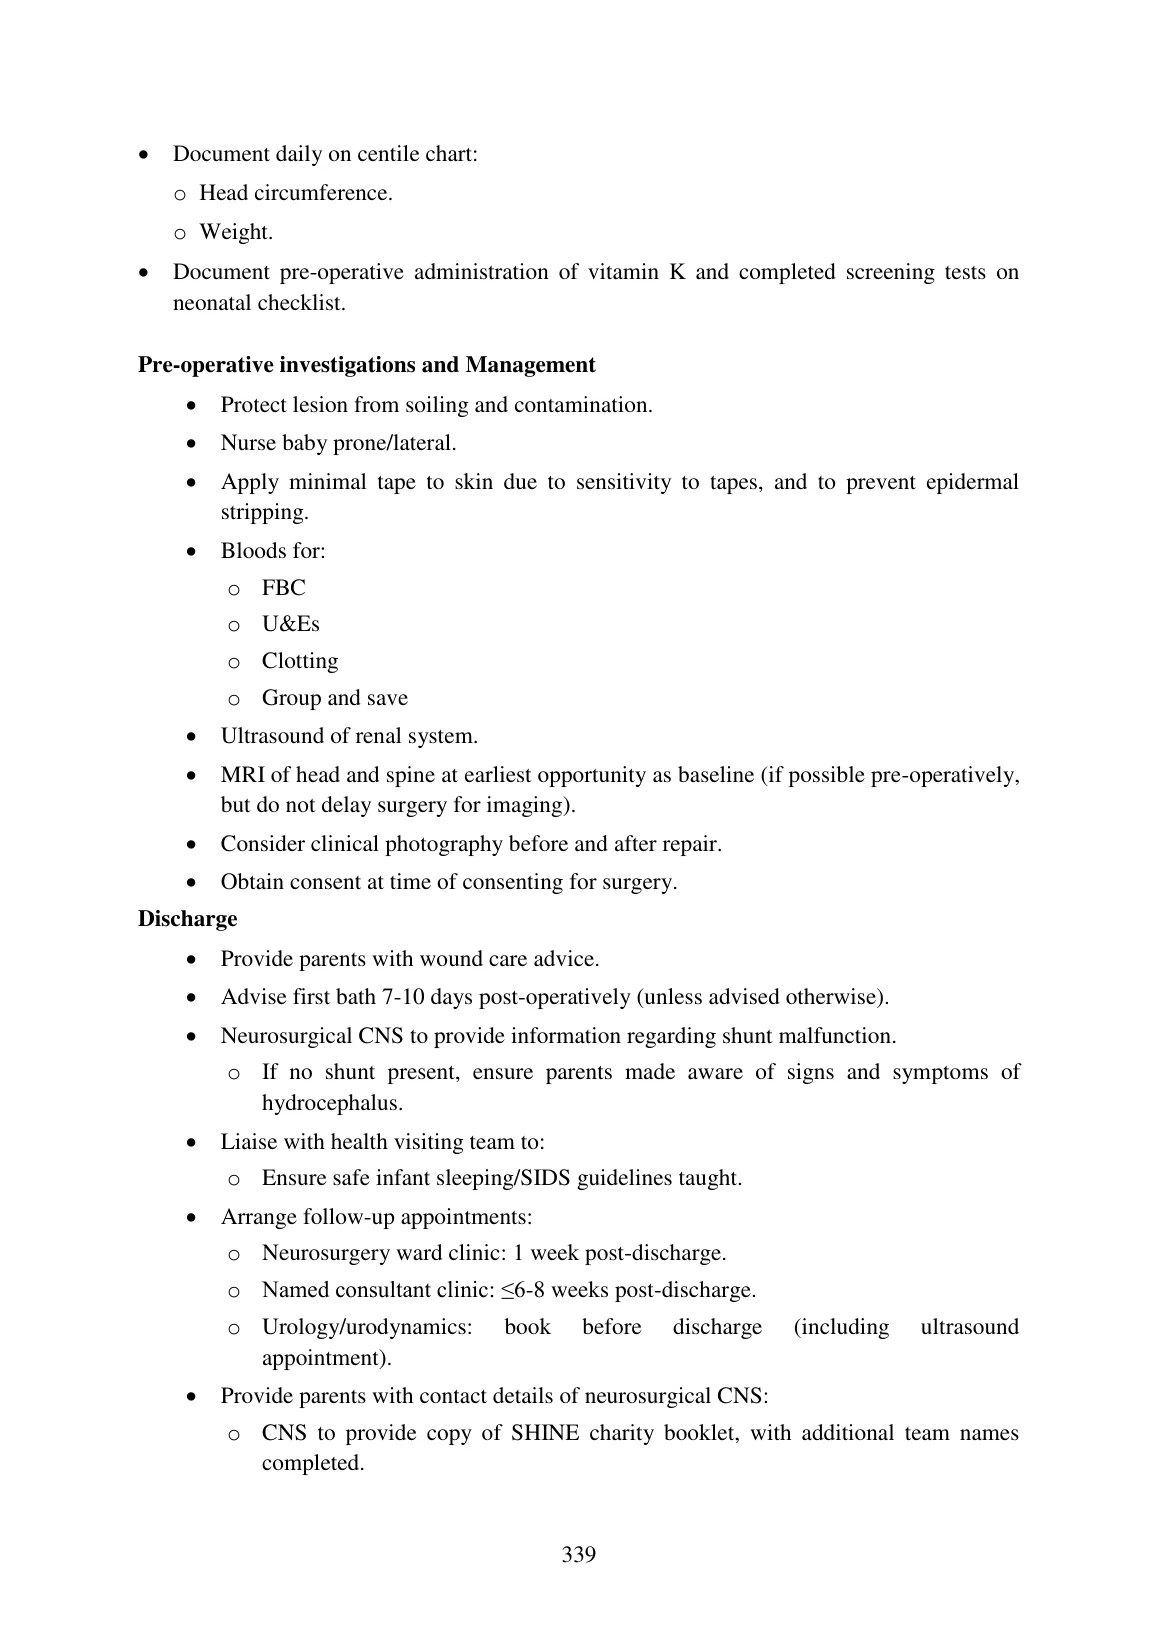 • Document daily on centile chart:
o Head circumference.
o Weight.
• Document pre-operative administration of vitamin K and completed screening tests on
neonatal checklist.
Pre-operative investigations and Management
• Protect lesion from soiling and contamination.
• Nurse baby prone/lateral.
• Apply minimal tape to skin due to sensitivity to tapes, and to prevent epidermal
stripping.
• Bloods for:
o FBC
o U&Es
o Clotting
o Group and save
• Ultrasound of renal system.
• MRI of head and spine at earliest opportunity as baseline (if possible pre-operatively,
but do not delay surgery for imaging).
• Consider clinical photography before and after repair.
• Obtain consent at time of consenting for surgery.
Discharge
• Provide parents with wound care advice.
• Advise first bath 7-10 days post-operatively (unless advised otherwise).
• Neurosurgical CNS to provide information regarding shunt malfunction.
o If no shunt present, ensure parents made aware of signs and symptoms of
hydrocephalus.
• Liaise with health visiting team to:
o Ensure safe infant sleeping/SIDS guidelines taught.
• Arrange follow-up appointments:
o Neurosurgery ward clinic: 1 week post-discharge.
o Named consultant clinic: ≤6-8 weeks post-discharge.
o Urology/urodynamics: book before discharge (including ultrasound
appointment).
• Provide parents with contact details of neurosurgical CNS:
o CNS to provide copy of SHINE charity booklet, with additional team names
completed.
339